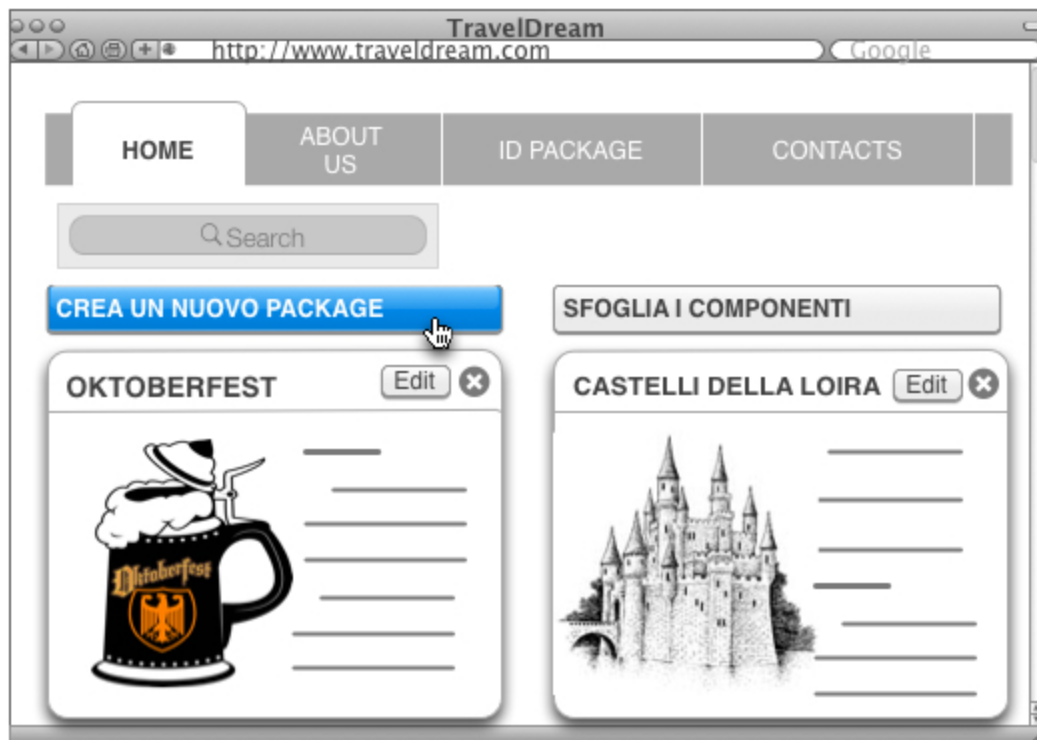 TravelDream
http://www.traveldream.com
Google
HOME
ABOUT
US
ID PACKAGE
CONTACTS
Search
CREA UN NUOVO PACKAGE
SFOGLIA I COMPONENTI
OKTOBERFEST
Edit
CASTELLI DELLA LOIRA
Edit
Oktoberfest